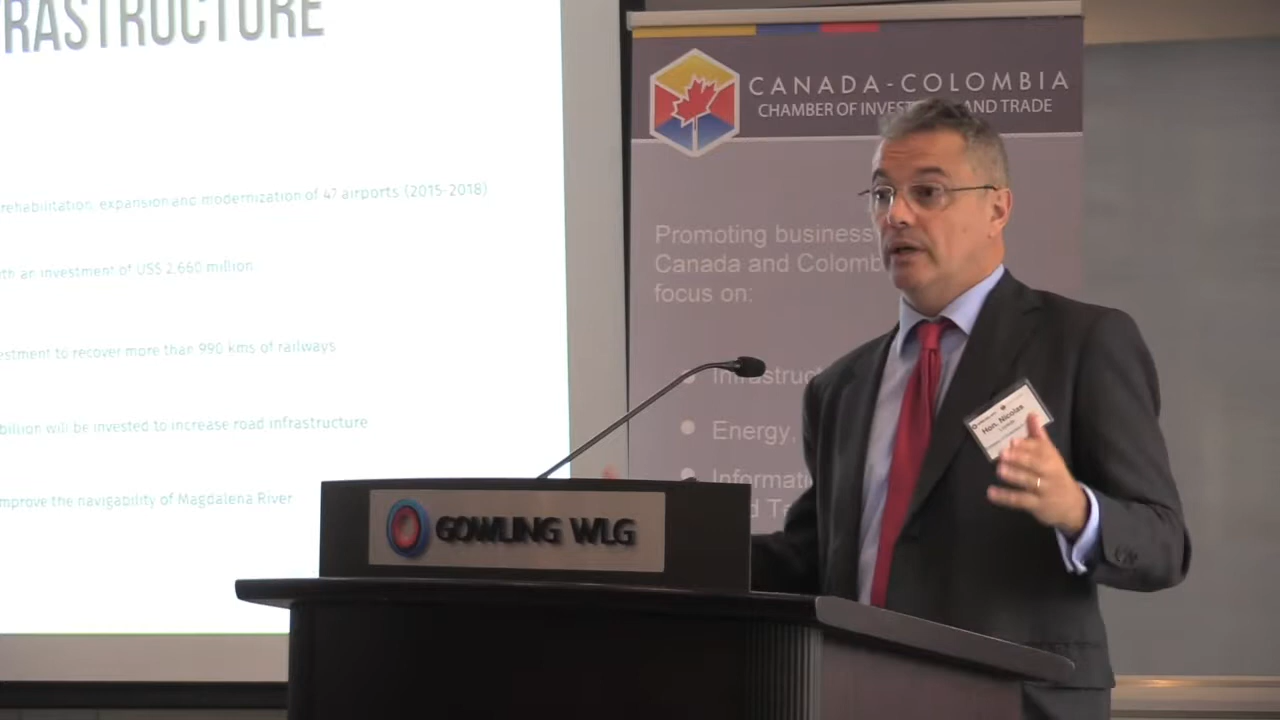 RASTRUCTURE
rehabilitation, expansion and modernization of 47 airports (2015-2018)
th an investment of US$ 2.660 million
estment to recover more than 990 kms of railways
billion will be invested to increase road infrastructure
mprove the navigability of Magdalena River
CANADA-COLOMBIA
CHAMBER OF INVEST AND TRADE
Promoting business
Canada and Colomb
focus on:
Infrastruc
Energy,
Informati
d Te
Hon. Nicolas
GOWLING WLG